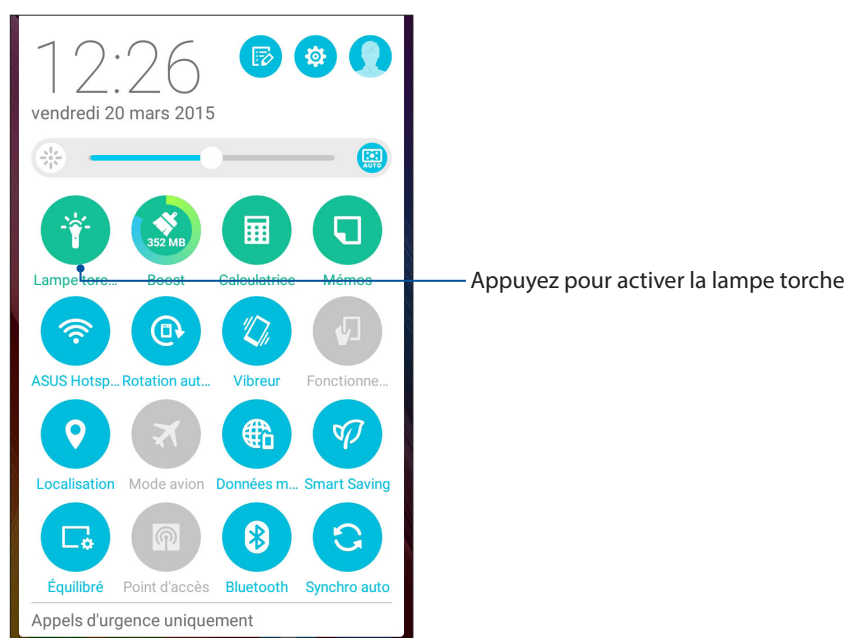 12:26
vendredi 20 mars 2015
AUTO
352 MB
Lampe torc... Boost Calculatrice Mémos
Appuyez pour activer la lampe torche
ASUS Hotsp... Rotation aut... Vibreur Fonctionne...
Localisation Mode avion Données m... Smart Saving
Équilibré Point d'accès Bluetooth Synchro auto
Appels d'urgence uniquement